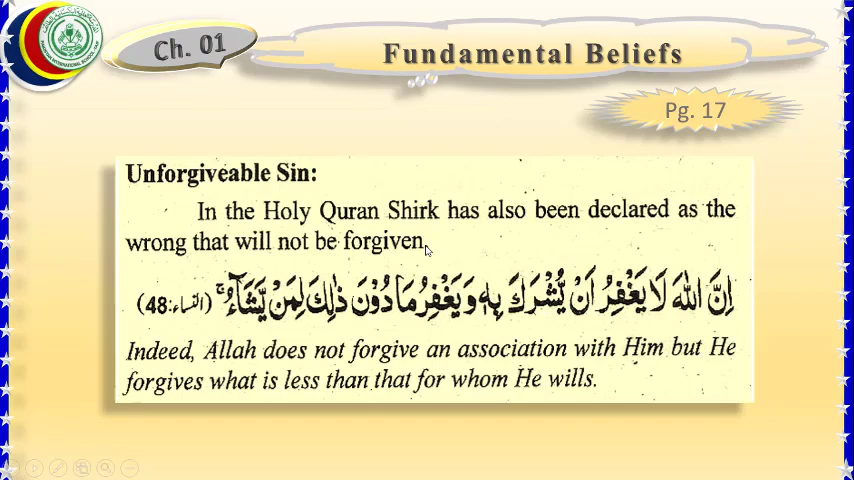 Ch. 01
Fundamental Beliefs
Pg. 17
Unforgiveable Sin:
In the Holy Quran Shirk has also been declared as the
wrong that will not be forgiven.
اِنَّ اللّٰهَ لَا يَغْفِرُ اَنْ يُّشْرَكَ بِهٖ وَ يَغْفِرُ مَا دُوْنَ ذٰلِكَ لِمَنْ يَّشَآءُ ۚ (النساء:48)
Indeed, Allah does not forgive an association with Him but He
forgives what is less than that for whom He wills.